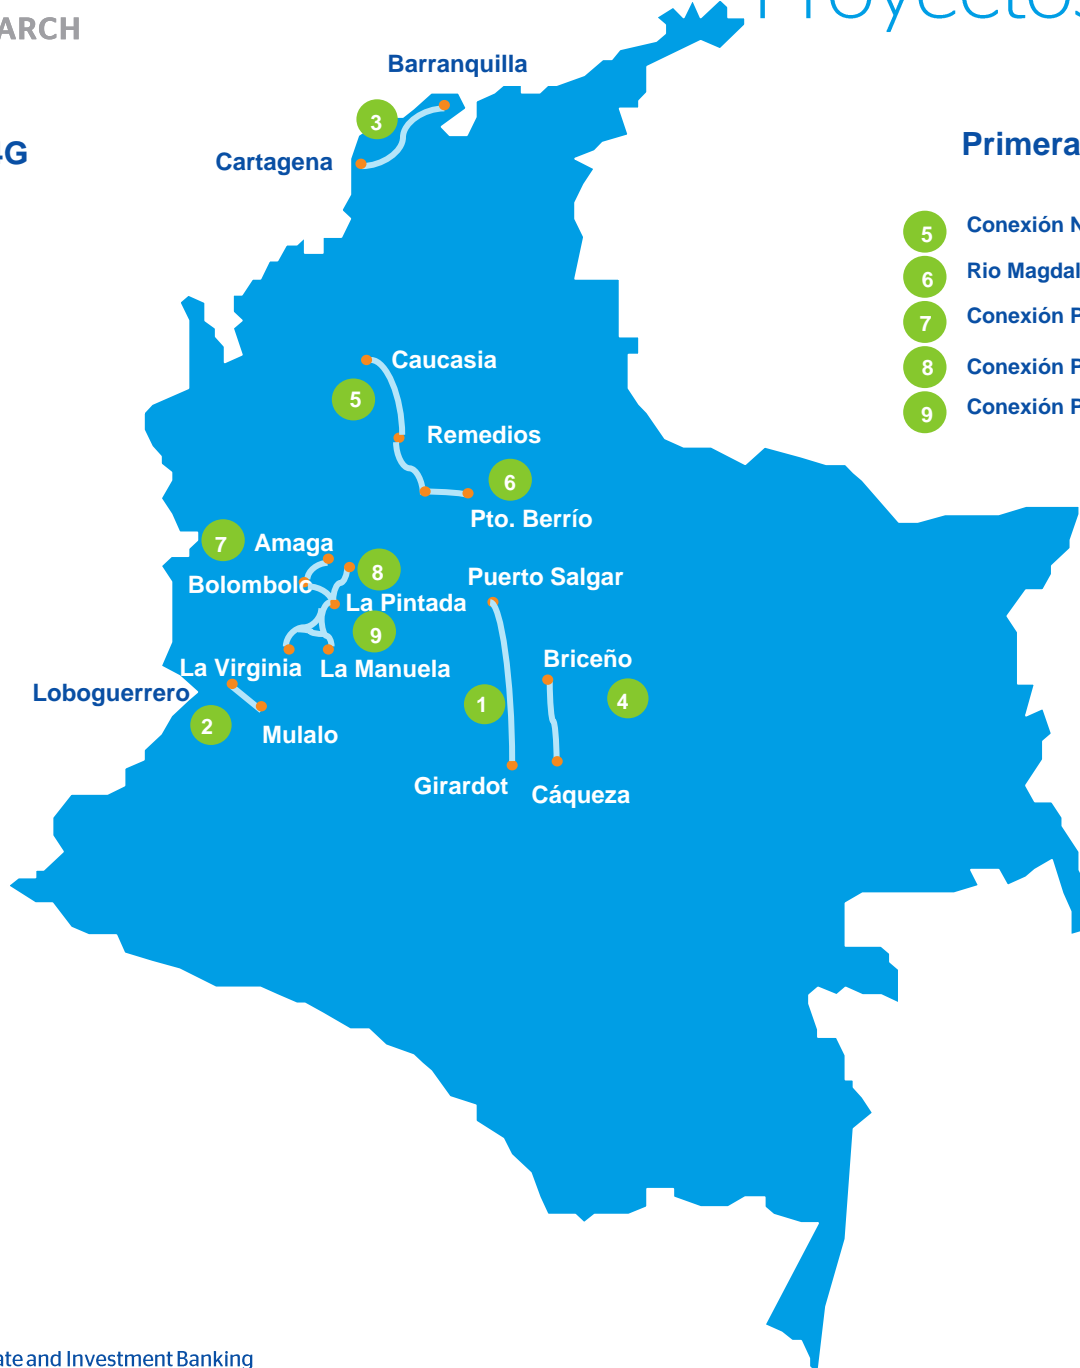 Proyectos
ARCH
Barranquilla
3
4G
Cartagena
Primera
5 Conexión N
6 Rio Magdal
7 Conexión P
8 Conexión P
9 Conexión P
Caucasia
5
Remedios
6
Pto. Berrío
7 Amaga
8
Bolombolo
Puerto Salgar
La Pintada
9
La Virginia
La Manuela
Briceño
Loboguerrero
1
4
2
Mulalo
Girardot
Cáqueza
ate and Investment Banking